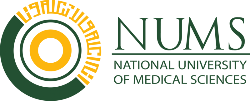 NUMS
NATIONAL UNIVERSITY
OF MEDICAL SCIENCES